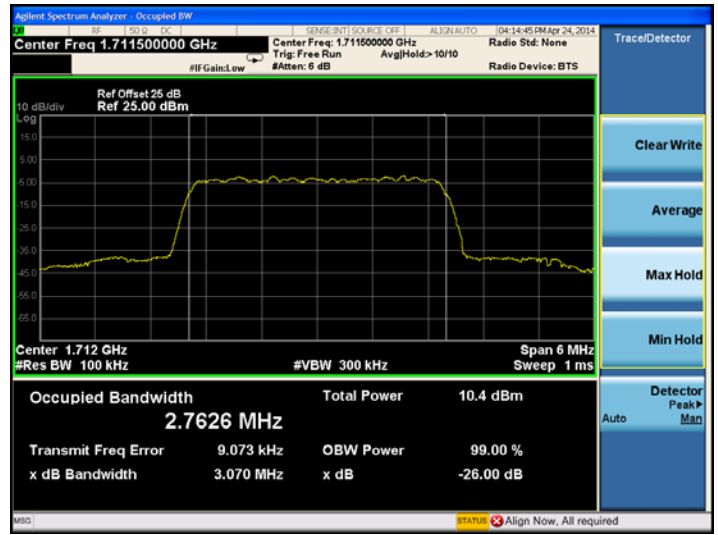 Agilent Spectrum Analyzer - Occupied BW
RF 50 Ω DC SENSE:INT SOURCE OFF ALIGN AUTO 04:14:45 PM Apr 24, 2014
Center Freq 1.711500000 GHz
Center Freq: 1.711500000 GHz
Radio Std: None
Trig: Free Run Avg|Hold:> 10/10
#IFGain:Low
#Atten: 6 dB
Radio Device: BTS
Trace/Detector
Ref Offset 25 dB
10 dB/div Ref 25.00 dBm
Log
15.0
5.00
-5.00
-15.0
-25.0
-35.0
-45.0
-55.0
-65.0
Clear Write
Average
Max Hold
Min Hold
Center 1.712 GHz
Span 6 MHz
#Res BW 100 kHz
#VBW 300 kHz
Sweep 1 ms
Occupied Bandwidth
Total Power 10.4 dBm
2.7626 MHz
Transmit Freq Error 9.073 kHz
OBW Power 99.00 %
x dB Bandwidth 3.070 MHz
x dB -26.00 dB
Detector
Peak▶
Auto Man
MSG
STATUS Align Now, All required